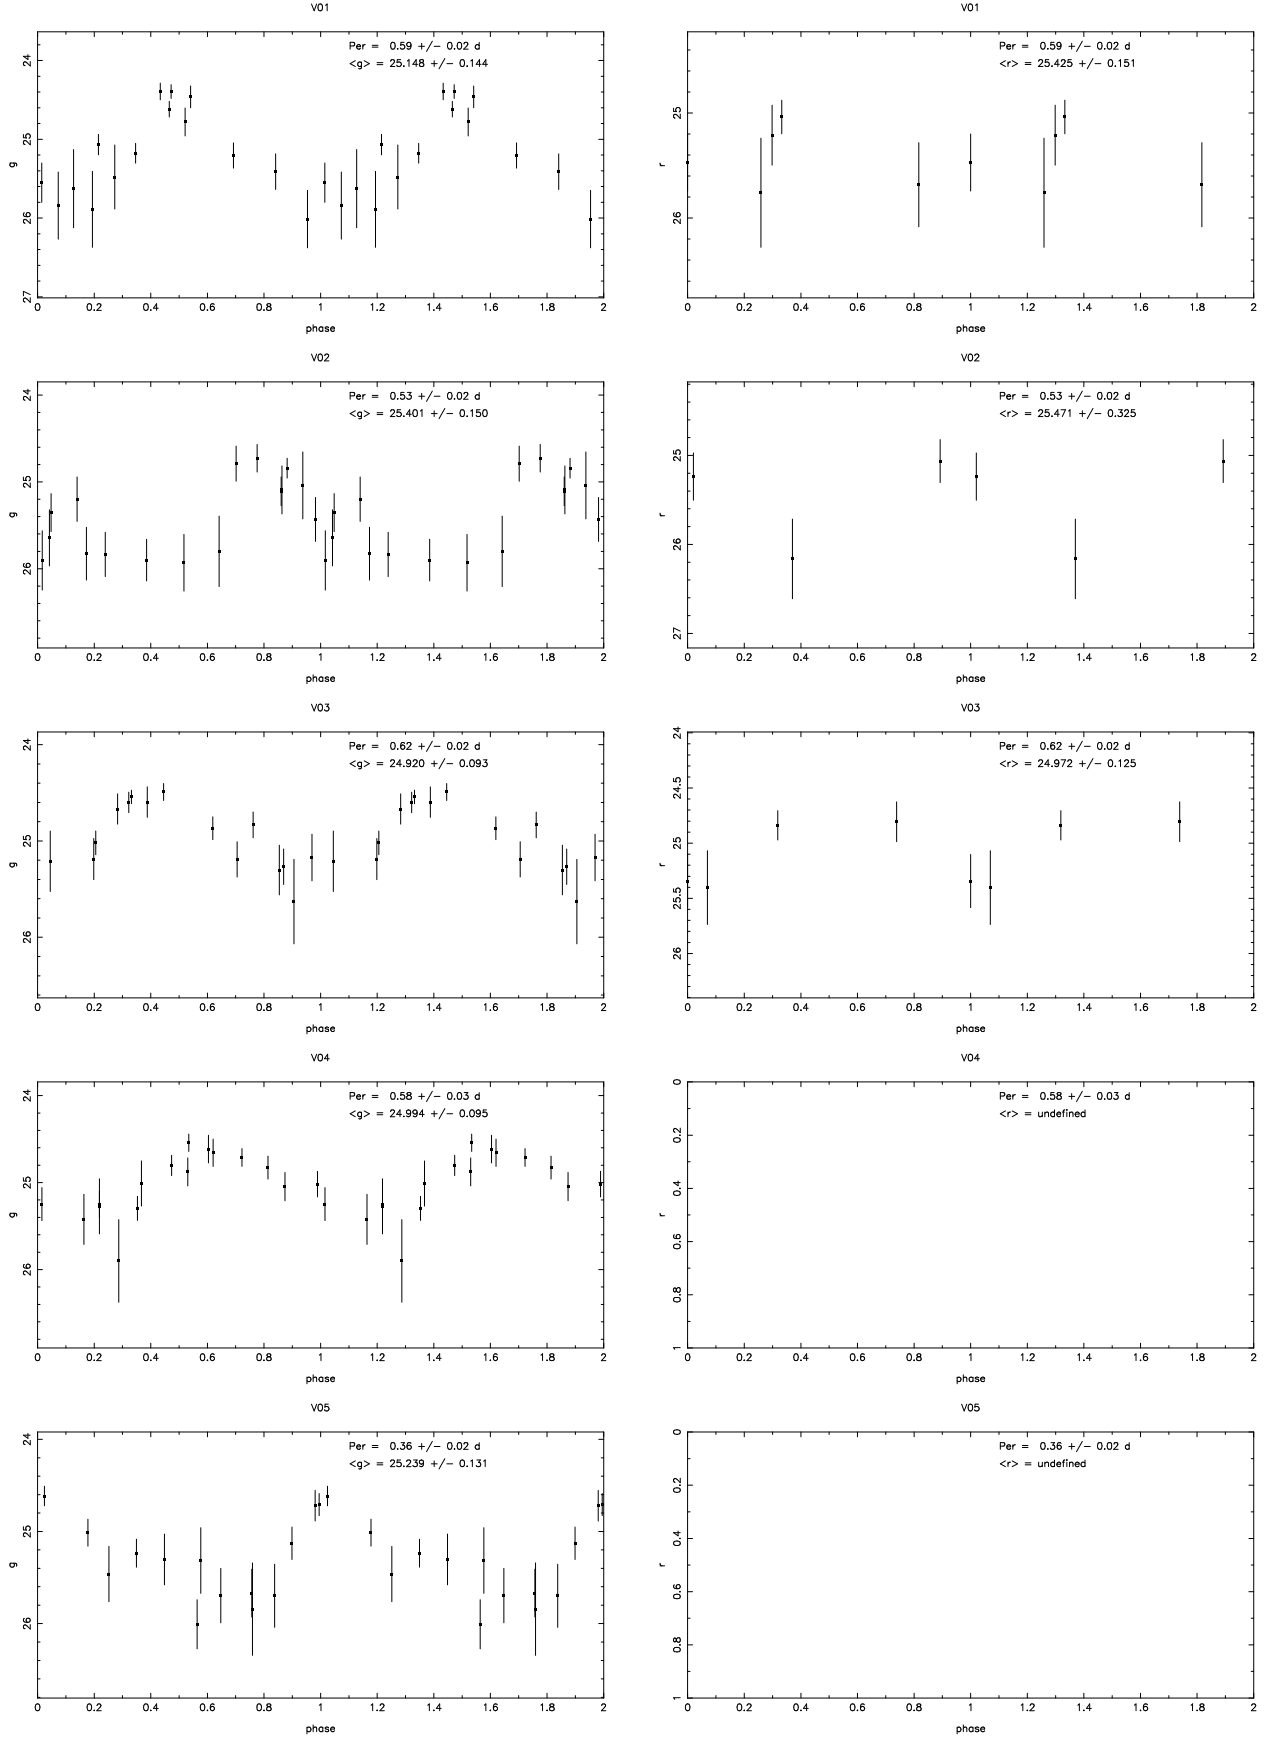 V01
Per = 0.59 +/- 0.02 d
<g> = 25.148 +/- 0.144
g
24
25
26
27
0 0.2 0.4 0.6 0.8 1 1.2 1.4 1.6 1.8 2
phase
V01
Per = 0.59 +/- 0.02 d
<r> = 25.425 +/- 0.151
r
25
26
0 0.2 0.4 0.6 0.8 1 1.2 1.4 1.6 1.8 2
phase
V02
Per = 0.53 +/- 0.02 d
<g> = 25.401 +/- 0.150
g
24
25
26
0 0.2 0.4 0.6 0.8 1 1.2 1.4 1.6 1.8 2
phase
V02
Per = 0.53 +/- 0.02 d
<r> = 25.471 +/- 0.325
r
25
26
27
0 0.2 0.4 0.6 0.8 1 1.2 1.4 1.6 1.8 2
phase
V03
Per = 0.62 +/- 0.02 d
<g> = 24.920 +/- 0.093
g
24
25
26
0 0.2 0.4 0.6 0.8 1 1.2 1.4 1.6 1.8 2
phase
V03
Per = 0.62 +/- 0.02 d
<r> = 24.972 +/- 0.125
r
24
24.5
25
25.5
26
0 0.2 0.4 0.6 0.8 1 1.2 1.4 1.6 1.8 2
phase
V04
Per = 0.58 +/- 0.03 d
<g> = 24.994 +/- 0.095
g
24
25
26
0 0.2 0.4 0.6 0.8 1 1.2 1.4 1.6 1.8 2
phase
V04
Per = 0.58 +/- 0.03 d
<r> = undefined
r
0
0.2
0.4
0.6
0.8
1
0 0.2 0.4 0.6 0.8 1 1.2 1.4 1.6 1.8 2
phase
V05
Per = 0.36 +/- 0.02 d
<g> = 25.239 +/- 0.131
g
24
25
26
0 0.2 0.4 0.6 0.8 1 1.2 1.4 1.6 1.8 2
phase
V05
Per = 0.36 +/- 0.02 d
<r> = undefined
r
0
0.2
0.4
0.6
0.8
1
0 0.2 0.4 0.6 0.8 1 1.2 1.4 1.6 1.8 2
phase